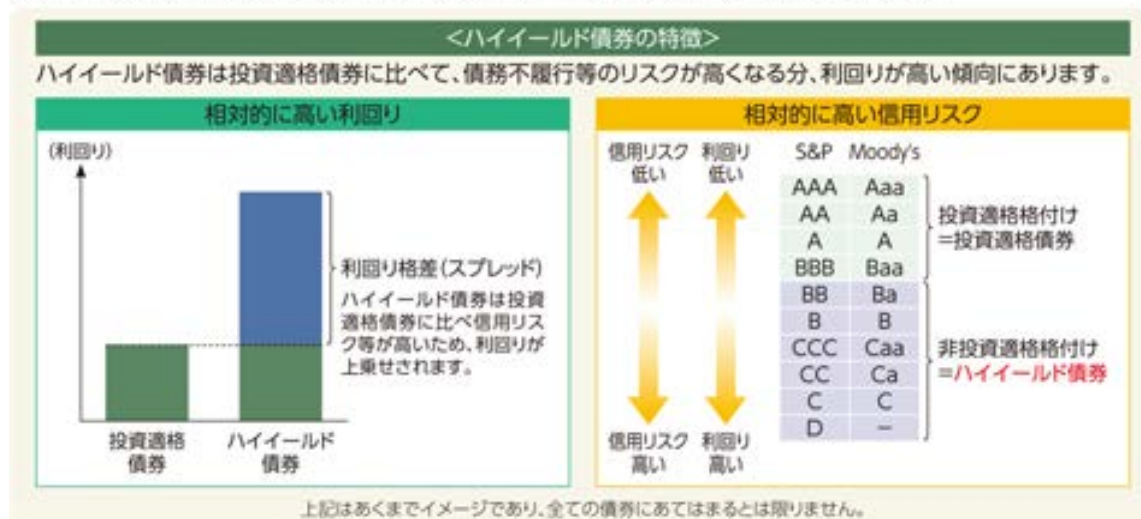 <ハイイールド債券の特徴>
ハイイールド債券は投資適格債券に比べて、債務不履行等のリスクが高くなる分、利回りが高い傾向にあります。
相対的に高い利回り
(利回り)
利回り格差(スプレッド)
ハイイールド債券は投資
適格債券に比べ信用リス
ク等が高いため、利回りが
上乗せされます。
投資適格
債券
ハイイールド
債券
相対的に高い信用リスク
信用リスク 利回り S&P Moody's
低い 低い
AAA Aaa
AA Aa
A A
BBB Baa
投資適格格付け
=投資適格債券
BB Ba
B B
CCC Caa
CC Ca
C C
D –
非投資適格格付け
=ハイイールド債券
信用リスク 利回り
高い 高い
上記はあくまでイメージであり、全ての債券にあてはまるとは限りません。